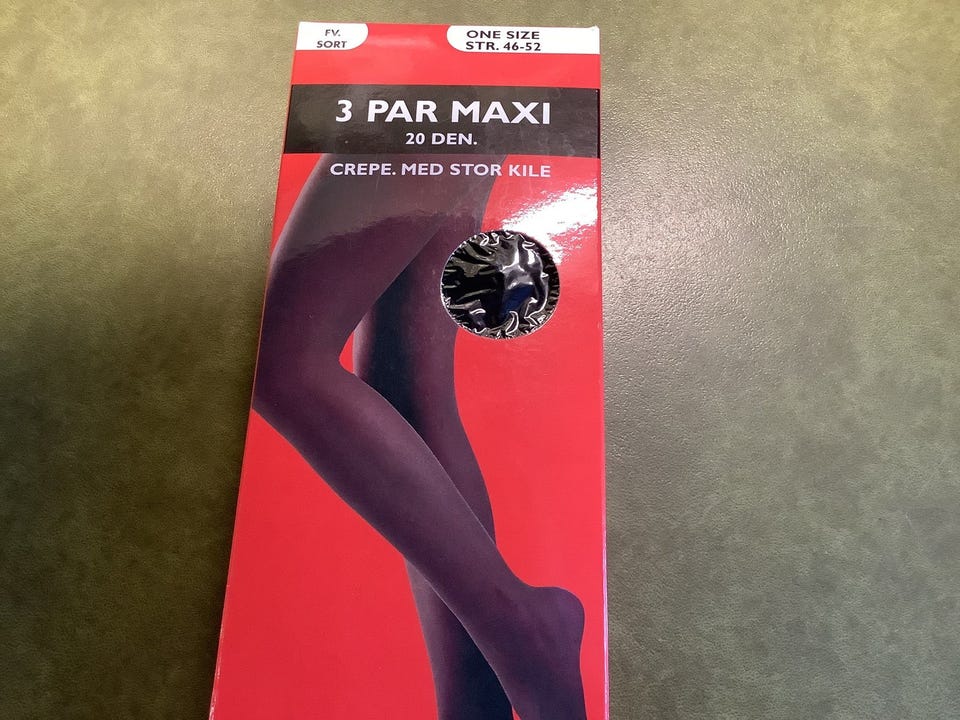 FV.
SORT
ONE SIZE
STR. 46-52
3 PAR MAXI
20 DEN.
CREPE. MED STOR KILE